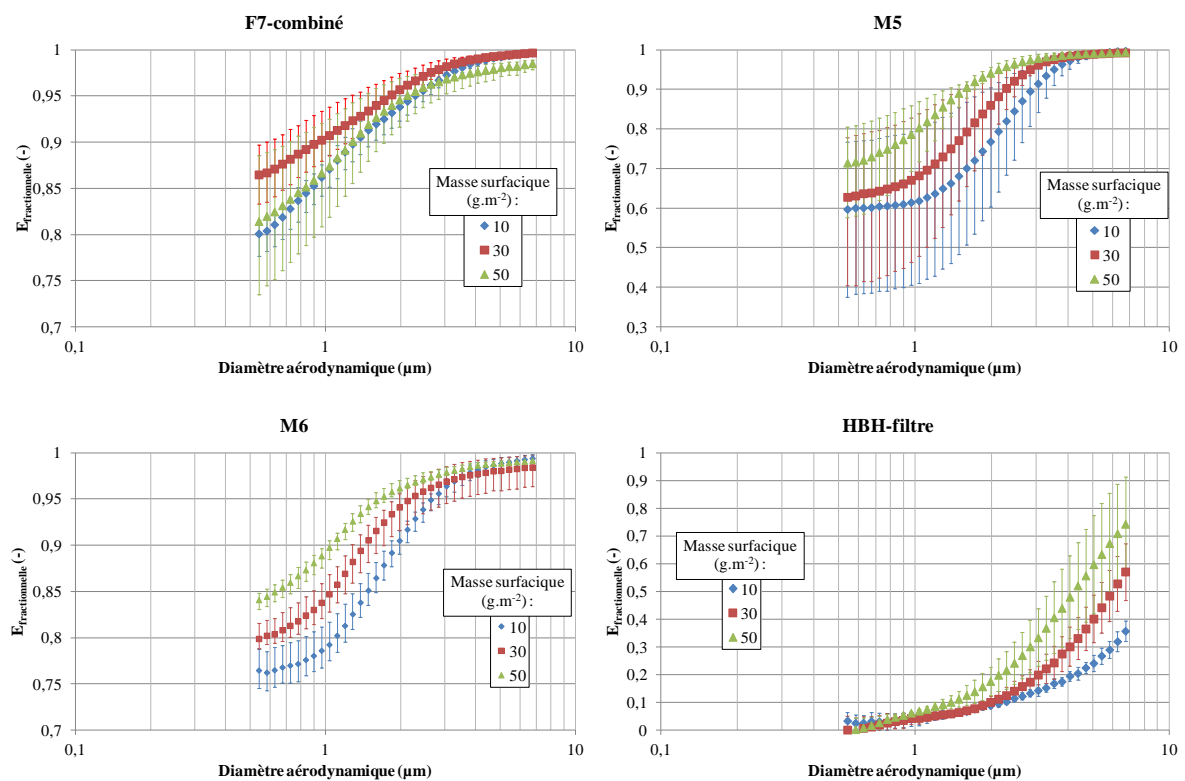 F7-combiné
1
0,95
0,9
0,85
0,8
0,75
0,7
E fractionnelle (-)
Masse surfacique
(g.m-2) :
10
30
50
0,1
1
10
Diamètre aérodynamique (µm)
M5
1
0,9
0,8
0,7
0,6
0,5
0,4
0,3
E fractionnelle (-)
Masse surfacique
(g.m-2) :
10
30
50
0,1
1
10
Diamètre aérodynamique (µm)
M6
1
0,95
0,9
0,85
0,8
0,75
0,7
E fractionnelle (-)
Masse surfacique
(g.m-2) :
10
30
50
0,1
1
10
Diamètre aérodynamique (µm)
HBH-filtre
1
0,9
0,8
0,7
0,6
0,5
0,4
0,3
0,2
0,1
0
E fractionnelle (-)
Masse surfacique
(g.m-2) :
10
30
50
0,1
1
10
Diamètre aérodynamique (µm)